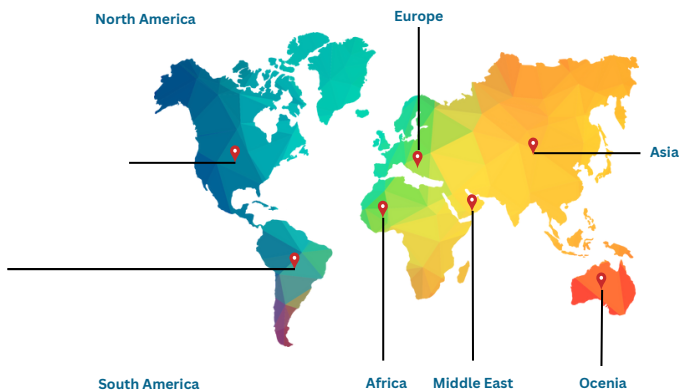 North America
Europe
Asia
South America
Africa
Middle East
Ocenia